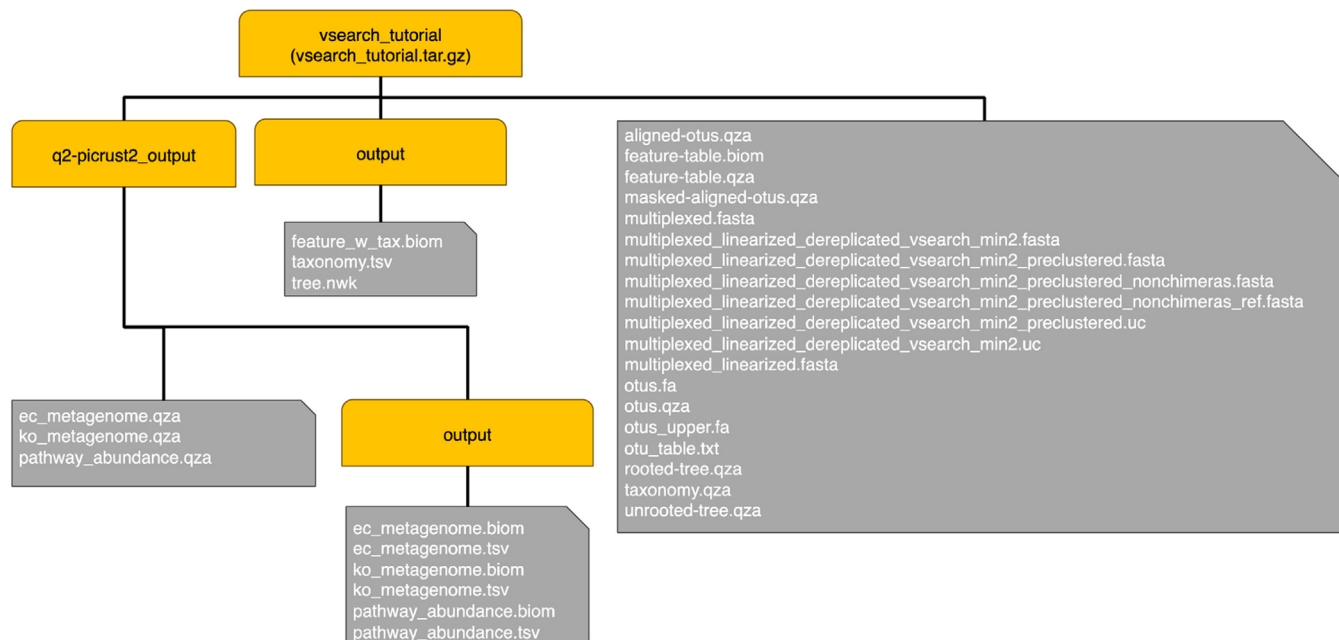 vsearch_tutorial
(vsearch_tutorial.tar.gz)
q2-picrust2_output
output
feature_w_tax.biom
taxonomy.tsv
tree.nwk
aligned-otus.qza
feature-table.biom
feature-table.qza
masked-aligned-otus.qza
multiplexed.fasta
multiplexed_linearized_dereplicated_vsearch_min2.fasta
multiplexed_linearized_dereplicated_vsearch_min2_preclustered.fasta
multiplexed_linearized_dereplicated_vsearch_min2_preclustered_nonchimeras.fasta
multiplexed_linearized_dereplicated_vsearch_min2_preclustered_nonchimeras_ref.fasta
multiplexed_linearized_dereplicated_vsearch_min2_preclustered.uc
multiplexed_linearized_dereplicated_vsearch_min2.uc
multiplexed_linearized.fasta
otus.fa
otus.qza
otus_upper.fa
otu_table.txt
rooted-tree.qza
taxonomy.qza
unrooted-tree.qza
ec_metagenome.qza
ko_metagenome.qza
pathway_abundance.qza
output
ec_metagenome.biom
ec_metagenome.tsv
ko_metagenome.biom
ko_metagenome.tsv
pathway_abundance.biom
pathway_abundance.tsv